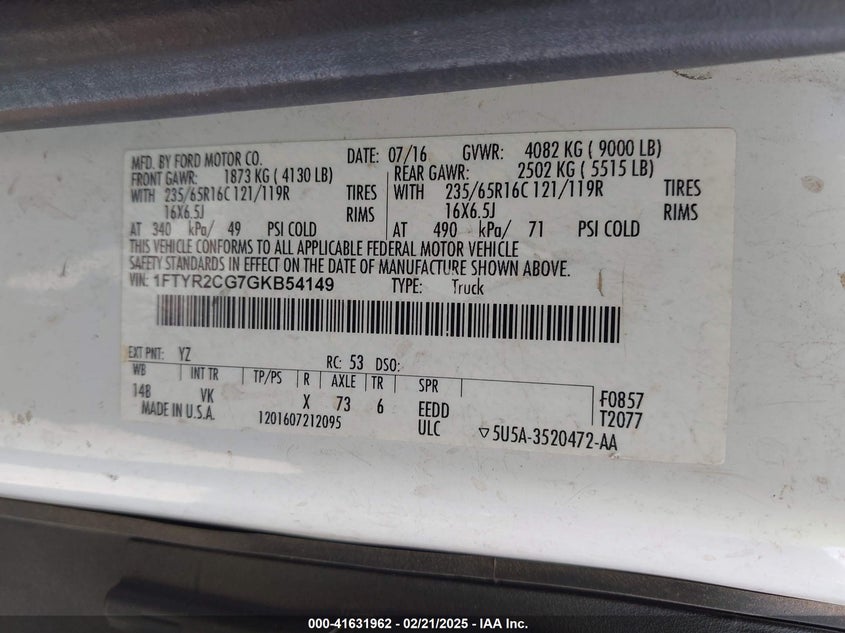 MFD. BY FORD MOTOR CO. DATE: 07/16 GVWR: 4082 KG ( 9000 LB)
FRONT GAWR: 1873 KG ( 4130 LB) REAR GAWR: 2502 KG ( 5515 LB)
WITH 235/65R16C 121/119R TIRES WITH 235/65R16C 121/119R TIRES
16X6.5J RIMS 16X6.5J RIMS
AT 340 kPa/ 49 PSI COLD AT 490 kPa/ 71 PSI COLD
THIS VEHICLE CONFORMS TO ALL APPLICABLE FEDERAL MOTOR VEHICLE
SAFETY STANDARDS IN EFFECT ON THE DATE OF MANUFACTURE SHOWN ABOVE.
VIN: 1FTYR2CG7GKB54149 TYPE: Truck
EXT PNT: YZ RC: 53 DSO:
WB INT TR TP/PS R AXLE TR SPR
148 VK X 73 6 EEDD F0857
MADE IN U.S.A. 1201607212095 ULC T2077
▽5U5A-3520472-AA
000-41631962 - 02/21/2025 - IAA Inc.